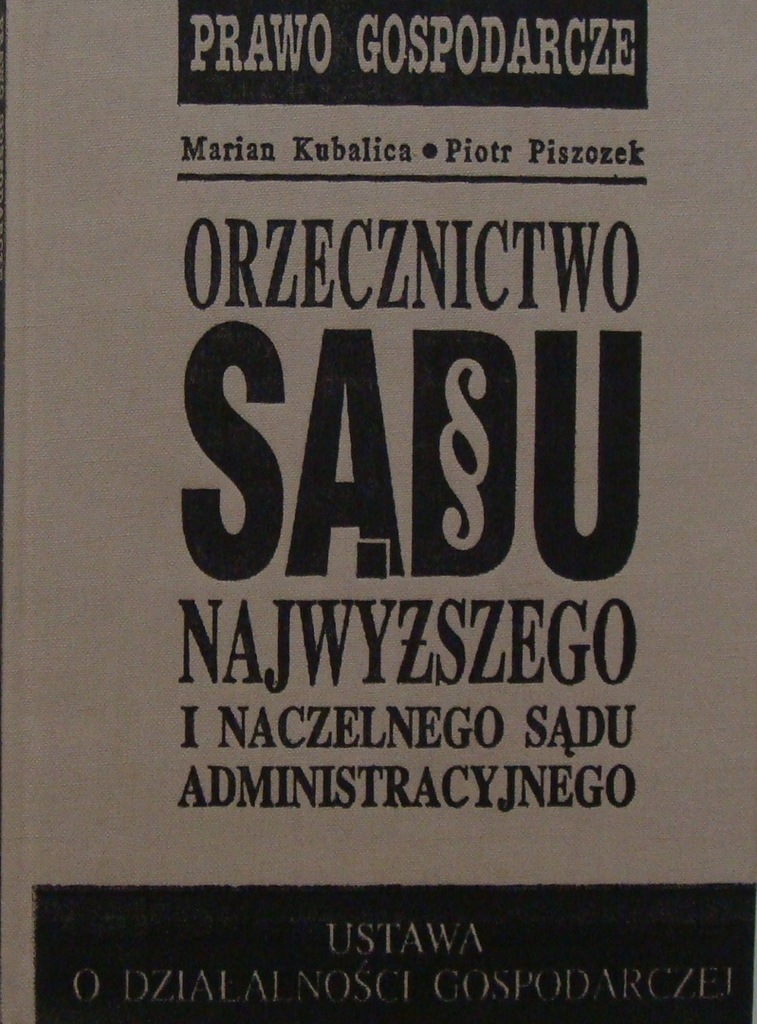 PRAWO GOSPODARCZE
Marian Kubalica • Piotr Piszozek
ORZECZNICTWO
SĄDU
NAJWYŻSZEGO
I NACZELNEGO SĄDU
ADMINISTRACYJNEGO
USTAWA
O DZIAŁALNOŚCI GOSPODARCZEJ